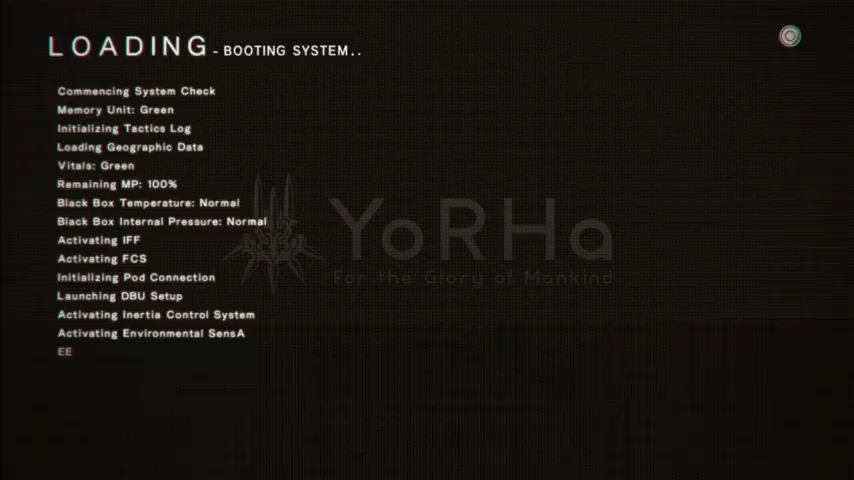 LOADING - BOOTING SYSTEM..
Commencing System Check
Memory Unit: Green
Initializing Tactics Log
Loading Geographic Data
Vitals: Green
Remaining MP: 100%
Black Box Temperature: Normal
Black Box Internal Pressure: Normal
Activating IFF
Activating FCS
Initializing Pod Connection
Launching DBU Setup
Activating Inertia Control System
Activating Environmental SensA
EE
YoRHa
For the Glory of Mankind